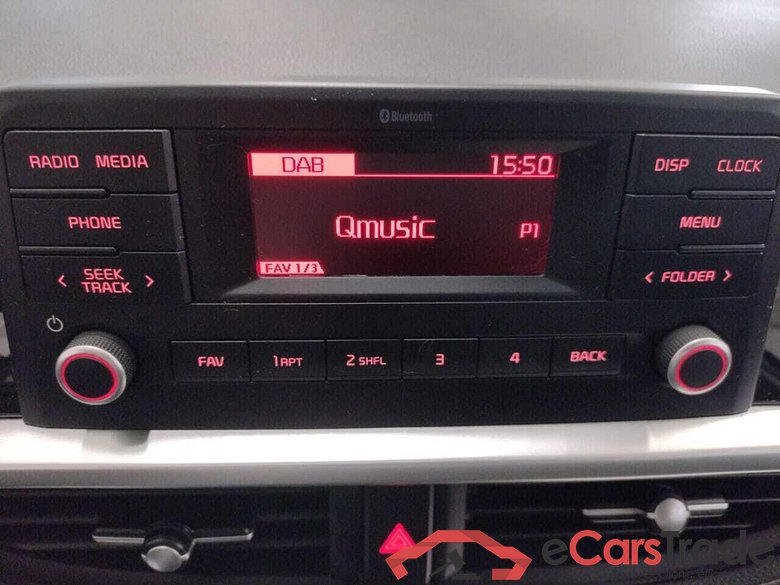 Bluetooth
RADIO MEDIA
DAB 15:50
DISP CLOCK
PHONE
Qmusic P1
MENU
< SEEK TRACK >
FAV 1/3
< FOLDER >
FAV 1 RPT 2 SHFL 3 4 BACK
eCarsTrade